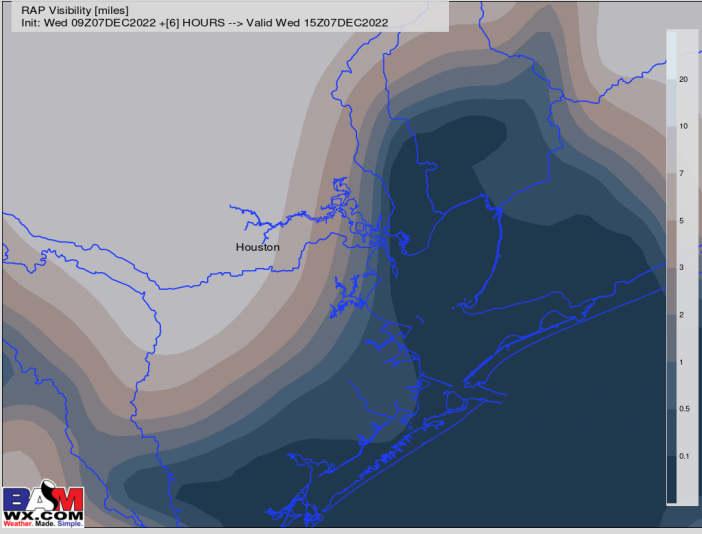 RAP Visibility [miles]
Init: Wed 09Z07DEC2022 +[6] HOURS --> Valid Wed 15Z07DEC2022
20
10
7
5
3
2
1
0.5
0.1
Houston
BAM
WX.COM
Weather. Made. Simple.